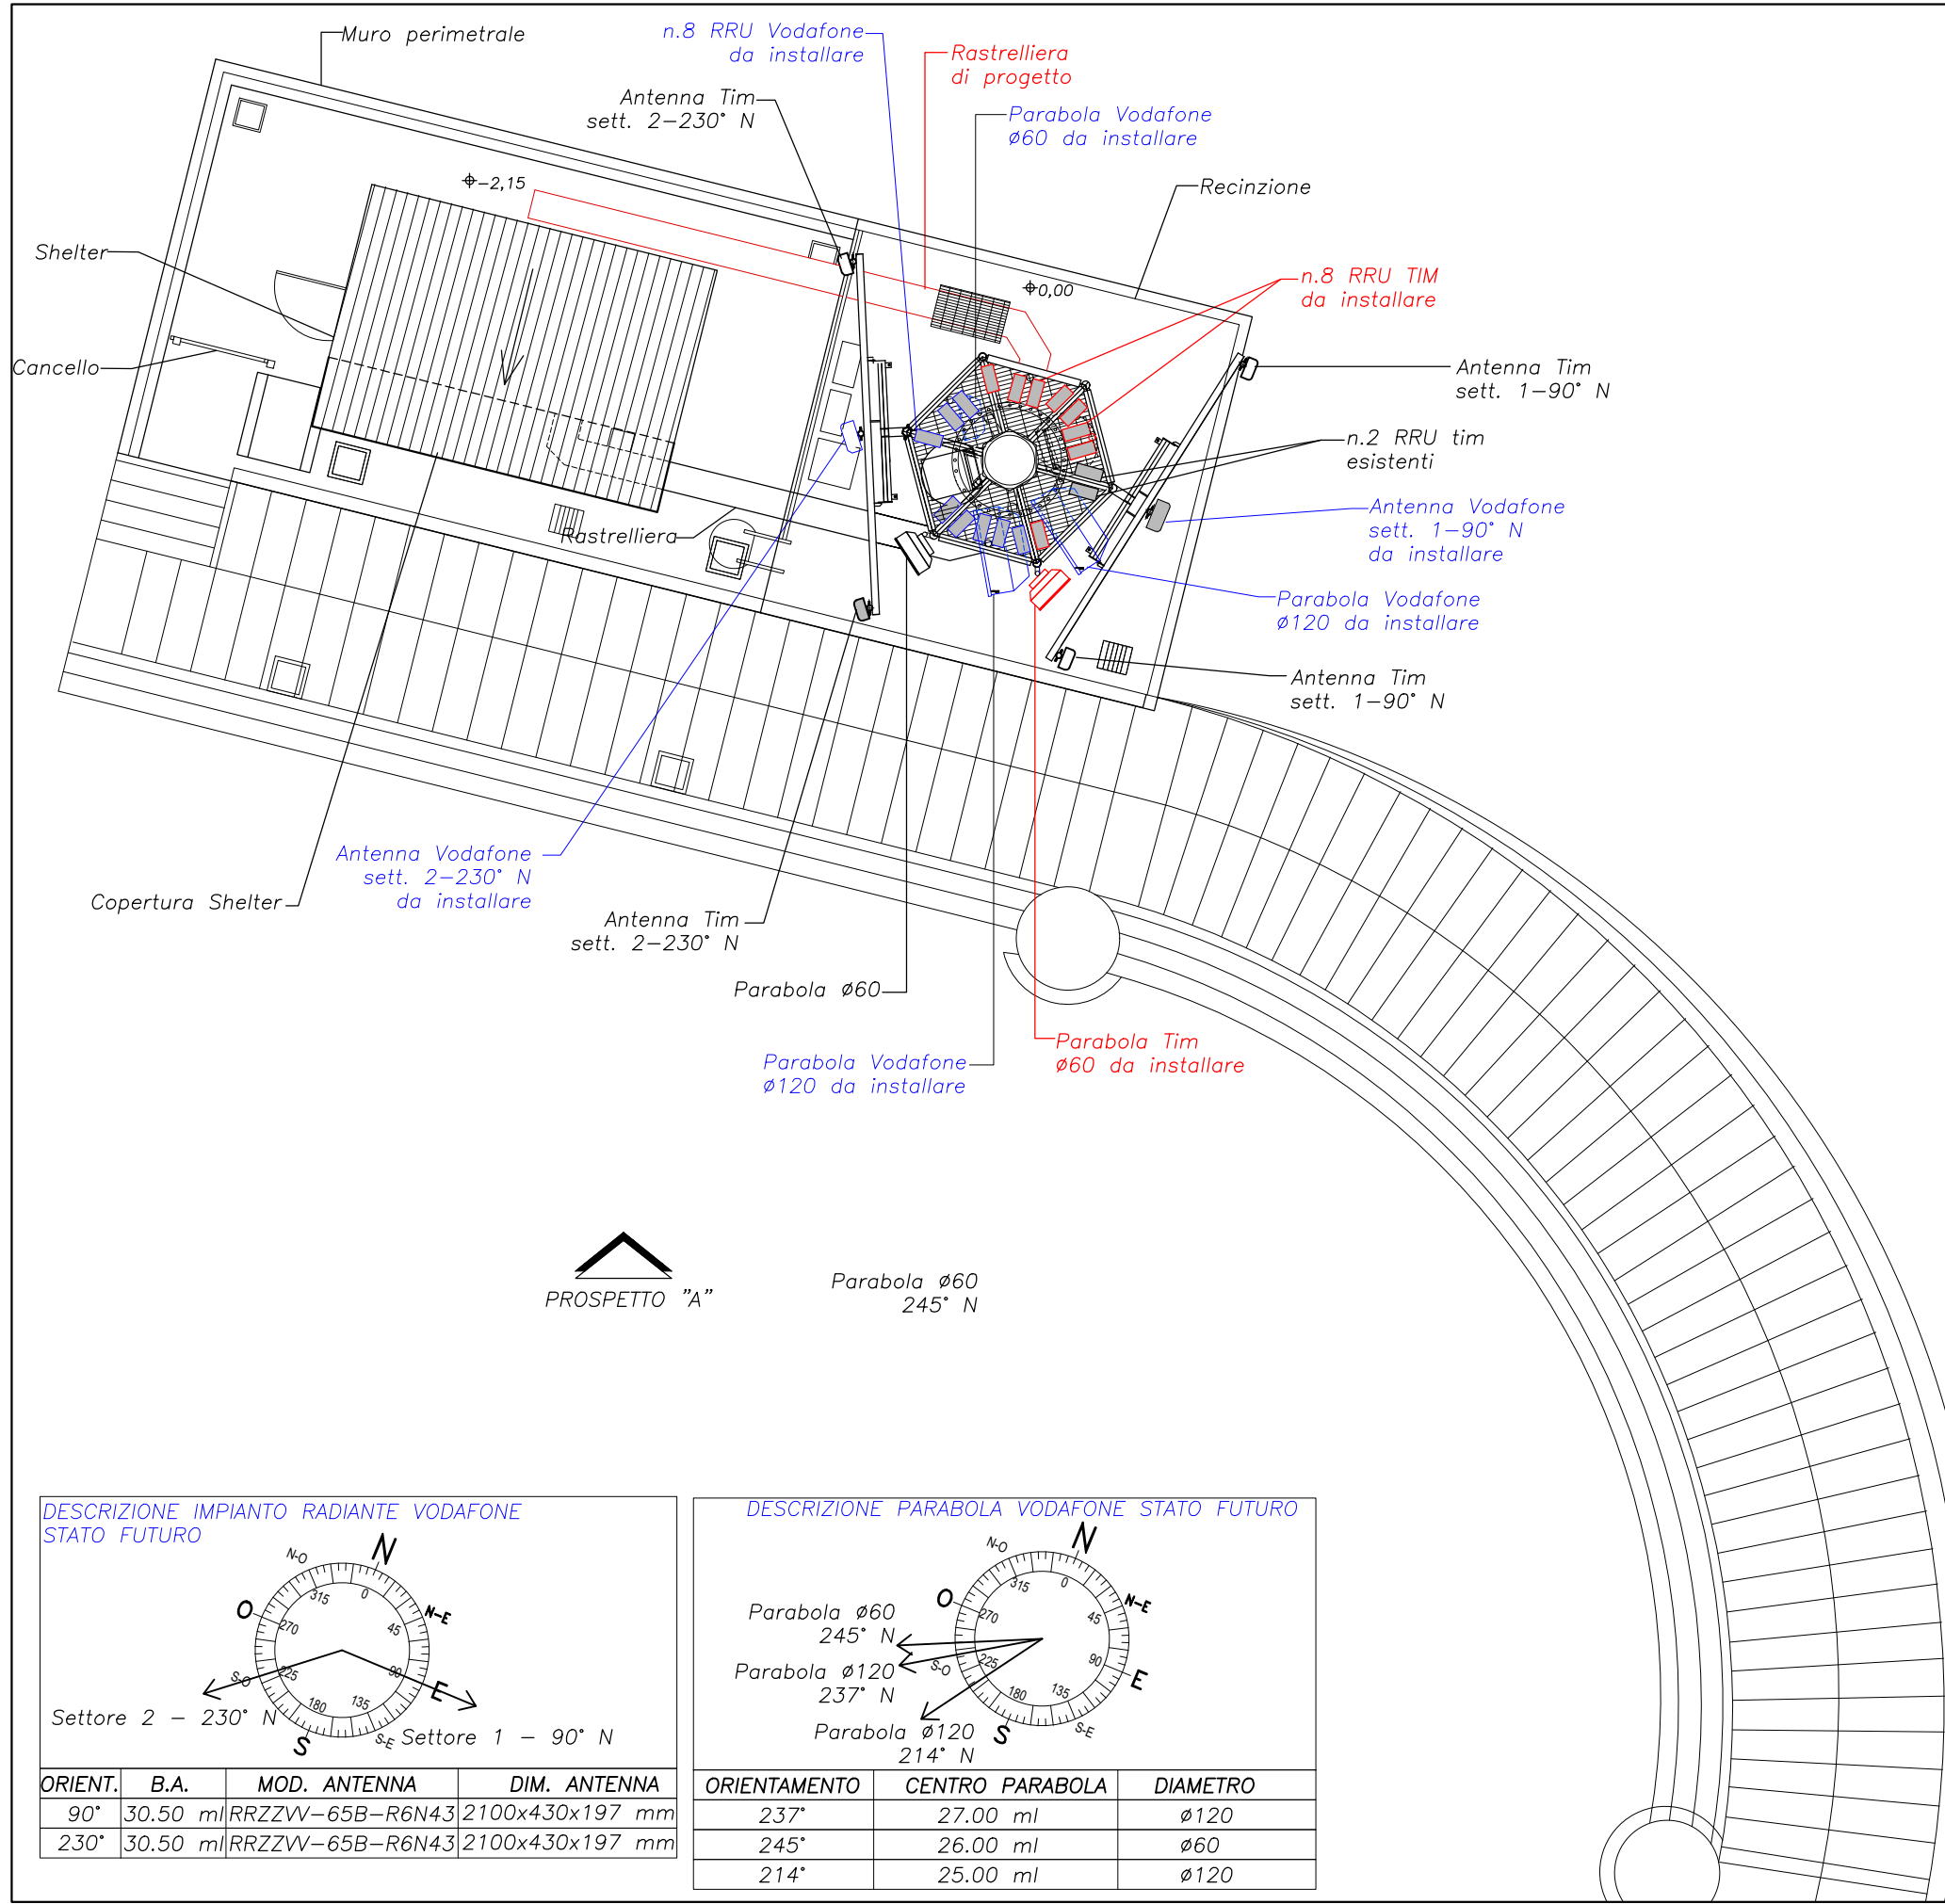 Muro perimetrale
n.8 RRU Vodafone
da installare
Rastrelliera
di progetto
Antenna Tim
sett. 2-230° N
Parabola Vodafone
ø60 da installare
-2,15
Recinzione
Shelter
0,00
n.8 RRU TIM
da installare
Cancello
Antenna Tim
sett. 1-90° N
n.2 RRU tim
esistenti
Antenna Vodafone
sett. 1-90° N
da installare
Rastrelliera
Parabola Vodafone
ø120 da installare
Antenna Tim
sett. 1-90° N
Antenna Vodafone
sett. 2-230° N
da installare
Copertura Shelter
Antenna Tim
sett. 2-230° N
Parabola ø60
Parabola Tim
ø60 da installare
Parabola Vodafone
ø120 da installare
PROSPETTO "A"
Parabola ø60
245° N
DESCRIZIONE IMPIANTO RADIANTE VODAFONE
STATO FUTURO
N
N-O
N-E
O
E
S-O
S-E
S
0
45
90
135
180
225
270
315
Settore 2 - 230° N
Settore 1 - 90° N
ORIENT. B.A. MOD. ANTENNA DIM. ANTENNA
90° 30.50 ml RRZZVV-65B-R6N43 2100x430x197 mm
230° 30.50 ml RRZZVV-65B-R6N43 2100x430x197 mm
DESCRIZIONE PARABOLA VODAFONE STATO FUTURO
N
N-O
N-E
O
E
S-O
S-E
S
0
45
90
135
180
225
270
315
Parabola ø60
245° N
Parabola ø120
237° N
Parabola ø120
214° N
ORIENTAMENTO CENTRO PARABOLA DIAMETRO
237° 27.00 ml ø120
245° 26.00 ml ø60
214° 25.00 ml ø120